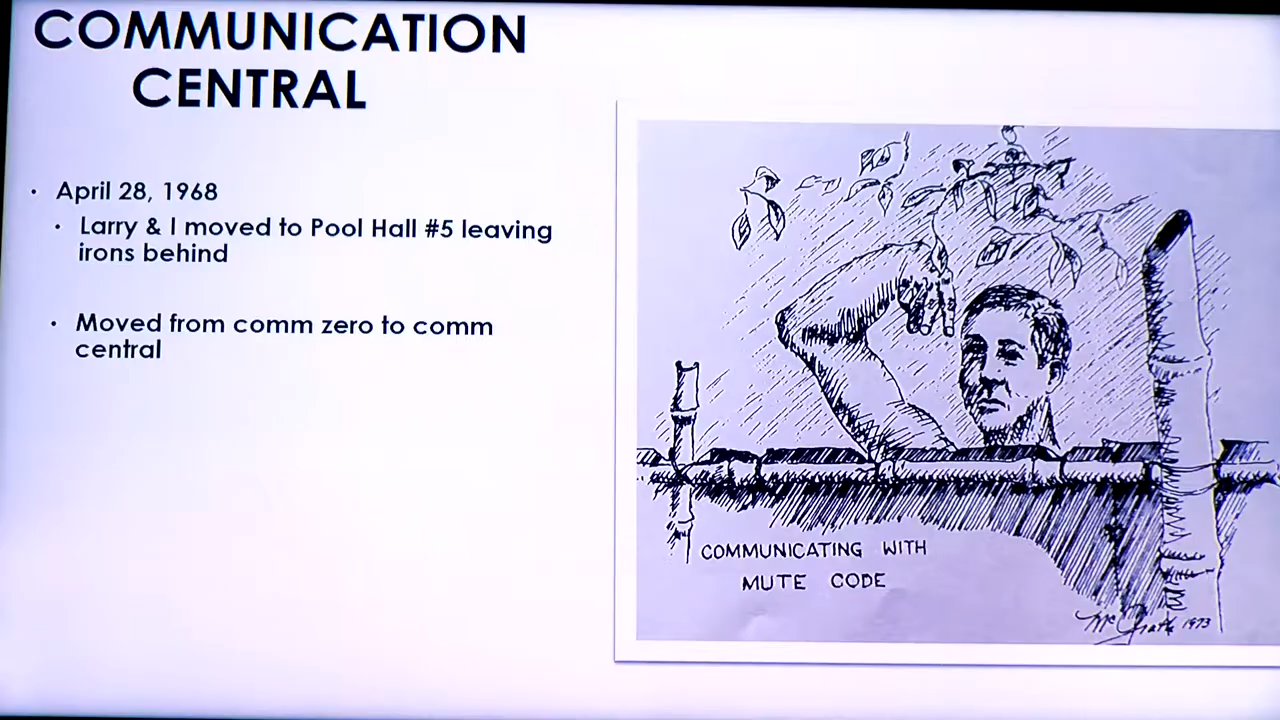 COMMUNICATION
CENTRAL
• April 28, 1968
• Larry & I moved to Pool Hall #5 leaving
irons behind
• Moved from comm zero to comm
central
COMMUNICATING WITH
MUTE CODE
McGrath 1973